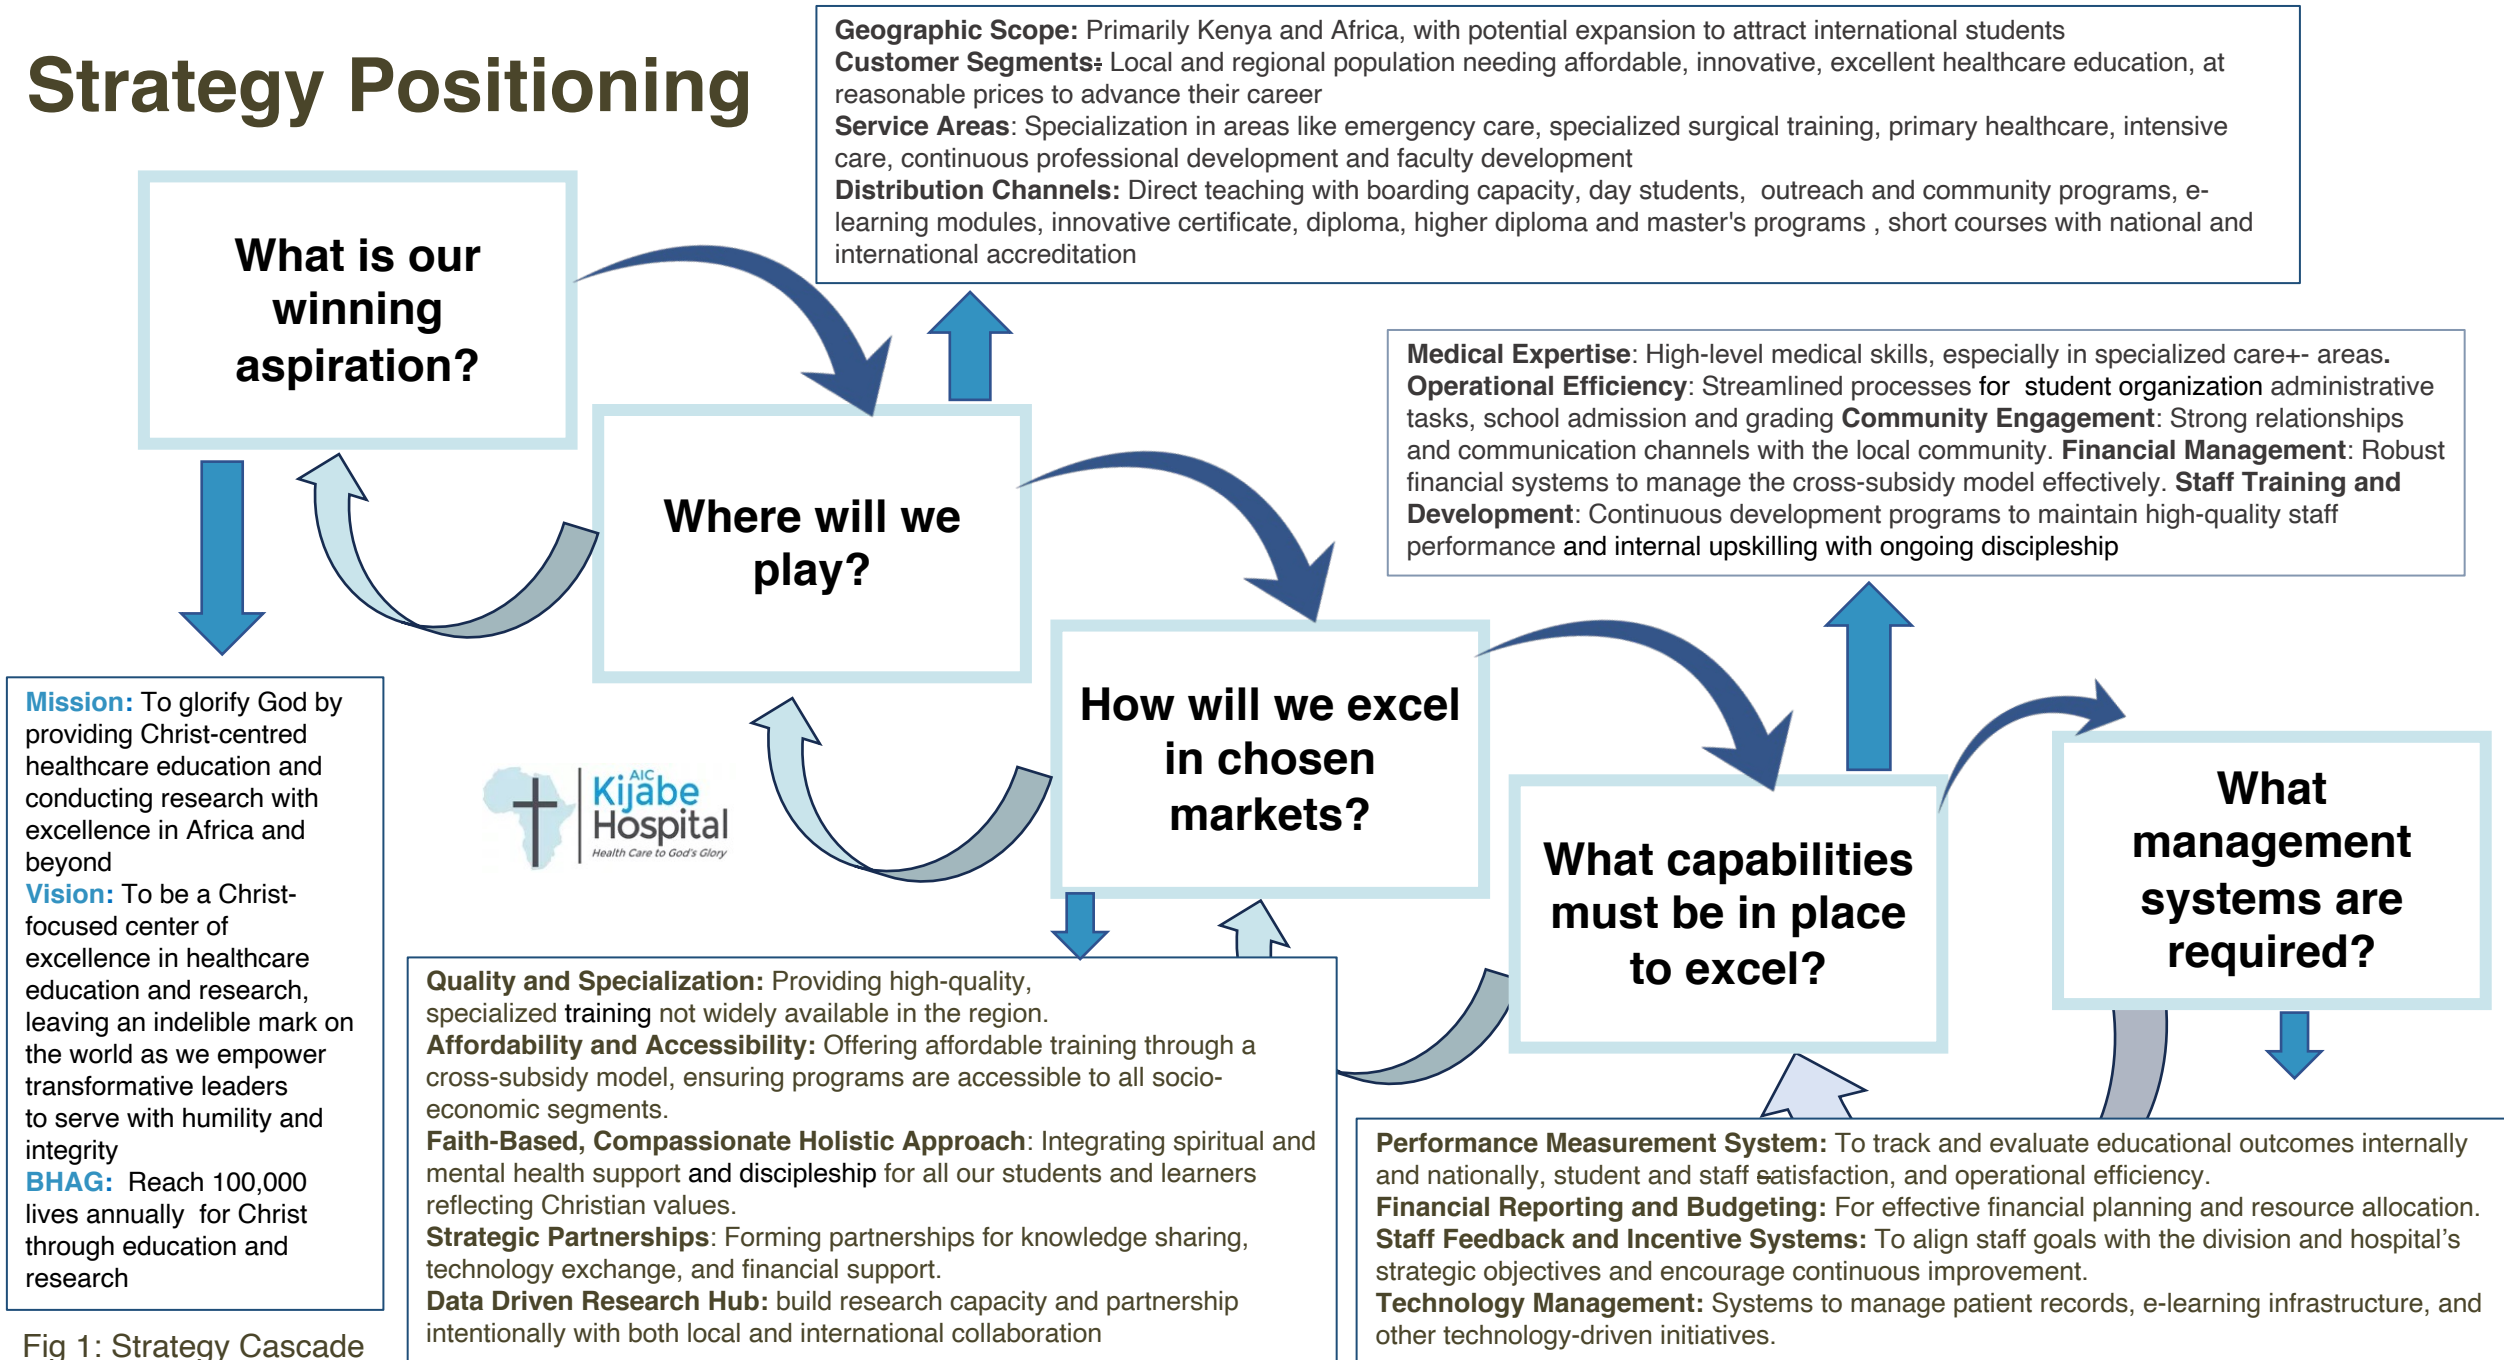 Strategy Positioning
Geographic Scope: Primarily Kenya and Africa, with potential expansion to attract international students
Customer Segments: Local and regional population needing affordable, innovative, excellent healthcare education, at
reasonable prices to advance their career
Service Areas: Specialization in areas like emergency care, specialized surgical training, primary healthcare, intensive
care, continuous professional development and faculty development
Distribution Channels: Direct teaching with boarding capacity, day students, outreach and community programs, e-
learning modules, innovative certificate, diploma, higher diploma and master's programs , short courses with national and
international accreditation
What is our
winning
aspiration?
Where will we
play?
Medical Expertise: High-level medical skills, especially in specialized care+- areas.
Operational Efficiency: Streamlined processes for student organization administrative
tasks, school admission and grading Community Engagement: Strong relationships
and communication channels with the local community. Financial Management: Robust
financial systems to manage the cross-subsidy model effectively. Staff Training and
Development: Continuous development programs to maintain high-quality staff
performance and internal upskilling with ongoing discipleship
How will we excel
in chosen
markets?
What capabilities
must be in place
to excel?
What
management
systems are
required?
Mission: To glorify God by
providing Christ-centred
healthcare education and
conducting research with
excellence in Africa and
beyond
Vision: To be a Christ-
focused center of
excellence in healthcare
education and research,
leaving an indelible mark on
the world as we empower
transformative leaders
to serve with humility and
integrity
BHAG: Reach 100,000
lives annually for Christ
through education and
research
AIC
Kijabe
Hospital
Health Care to God's Glory
Quality and Specialization: Providing high-quality,
specialized training not widely available in the region.
Affordability and Accessibility: Offering affordable training through a
cross-subsidy model, ensuring programs are accessible to all socio-
economic segments.
Faith-Based, Compassionate Holistic Approach: Integrating spiritual and
mental health support and discipleship for all our students and learners
reflecting Christian values.
Strategic Partnerships: Forming partnerships for knowledge sharing,
technology exchange, and financial support.
Data Driven Research Hub: build research capacity and partnership
intentionally with both local and international collaboration
Performance Measurement System: To track and evaluate educational outcomes internally
and nationally, student and staff satisfaction, and operational efficiency.
Financial Reporting and Budgeting: For effective financial planning and resource allocation.
Staff Feedback and Incentive Systems: To align staff goals with the division and hospital's
strategic objectives and encourage continuous improvement.
Technology Management: Systems to manage patient records, e-learning infrastructure, and
other technology-driven initiatives.
Fig 1: Strategy Cascade